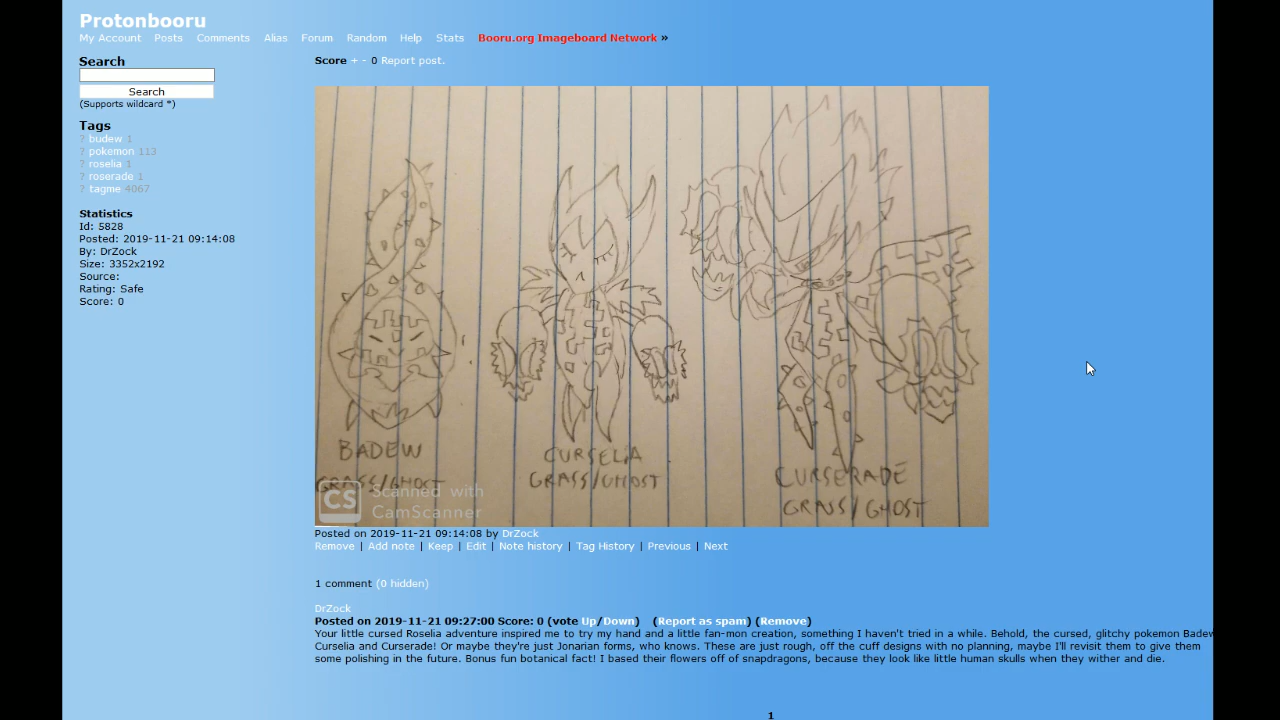 Protonbooru
My Account Posts Comments Alias Forum Random Help Stats Booru.org Imageboard Network »
Search
Search
(Supports wildcard *)
Tags
? budew 1
? pokemon 113
? roselia 1
? roserade 1
? tagme 4067
Statistics
Id: 5828
Posted: 2019-11-21 09:14:08
By: DrZock
Size: 3352x2192
Source:
Rating: Safe
Score: 0
Score + - 0 Report post.
BADEW
GRASS/GHOST
CURSELIA
GRASS/GHOST
CURSERADE
GRASS/GHOST
CS Scanned with
CamScanner
Posted on 2019-11-21 09:14:08 by DrZock
Remove | Add note | Keep | Edit | Note history | Tag History | Previous | Next
1 comment (0 hidden)
DrZock
Posted on 2019-11-21 09:27:00 Score: 0 (vote Up/Down) (Report as spam) (Remove)
Your little cursed Roselia adventure inspired me to try my hand and a little fan-mon creation, something I haven't tried in a while. Behold, the cursed, glitchy pokemon Badew
Curselia and Curserade! Or maybe they're just Jonarian forms, who knows. These are just rough, off the cuff designs with no planning, maybe I'll revisit them to give them
some polishing in the future. Bonus fun botanical fact! I based their flowers off of snapdragons, because they look like little human skulls when they wither and die.
1